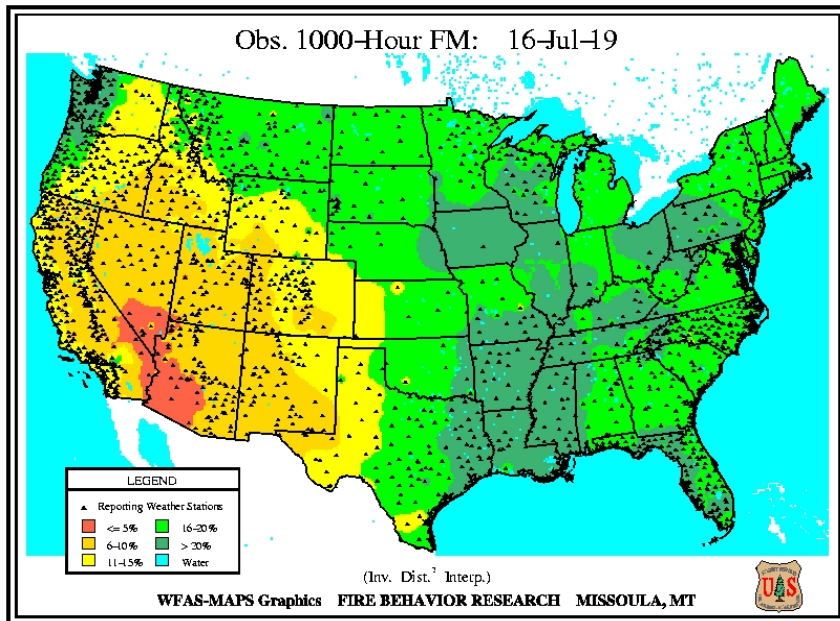 Obs. 1000-Hour FM: 16-Jul-19
LEGEND
Reporting Weather Stations
<= 5% 16-20%
6-10% > 20%
11-15% Water
(Inv. Dist.² Interp.)
WFAS-MAPS Graphics FIRE BEHAVIOR RESEARCH MISSOULA, MT
U S